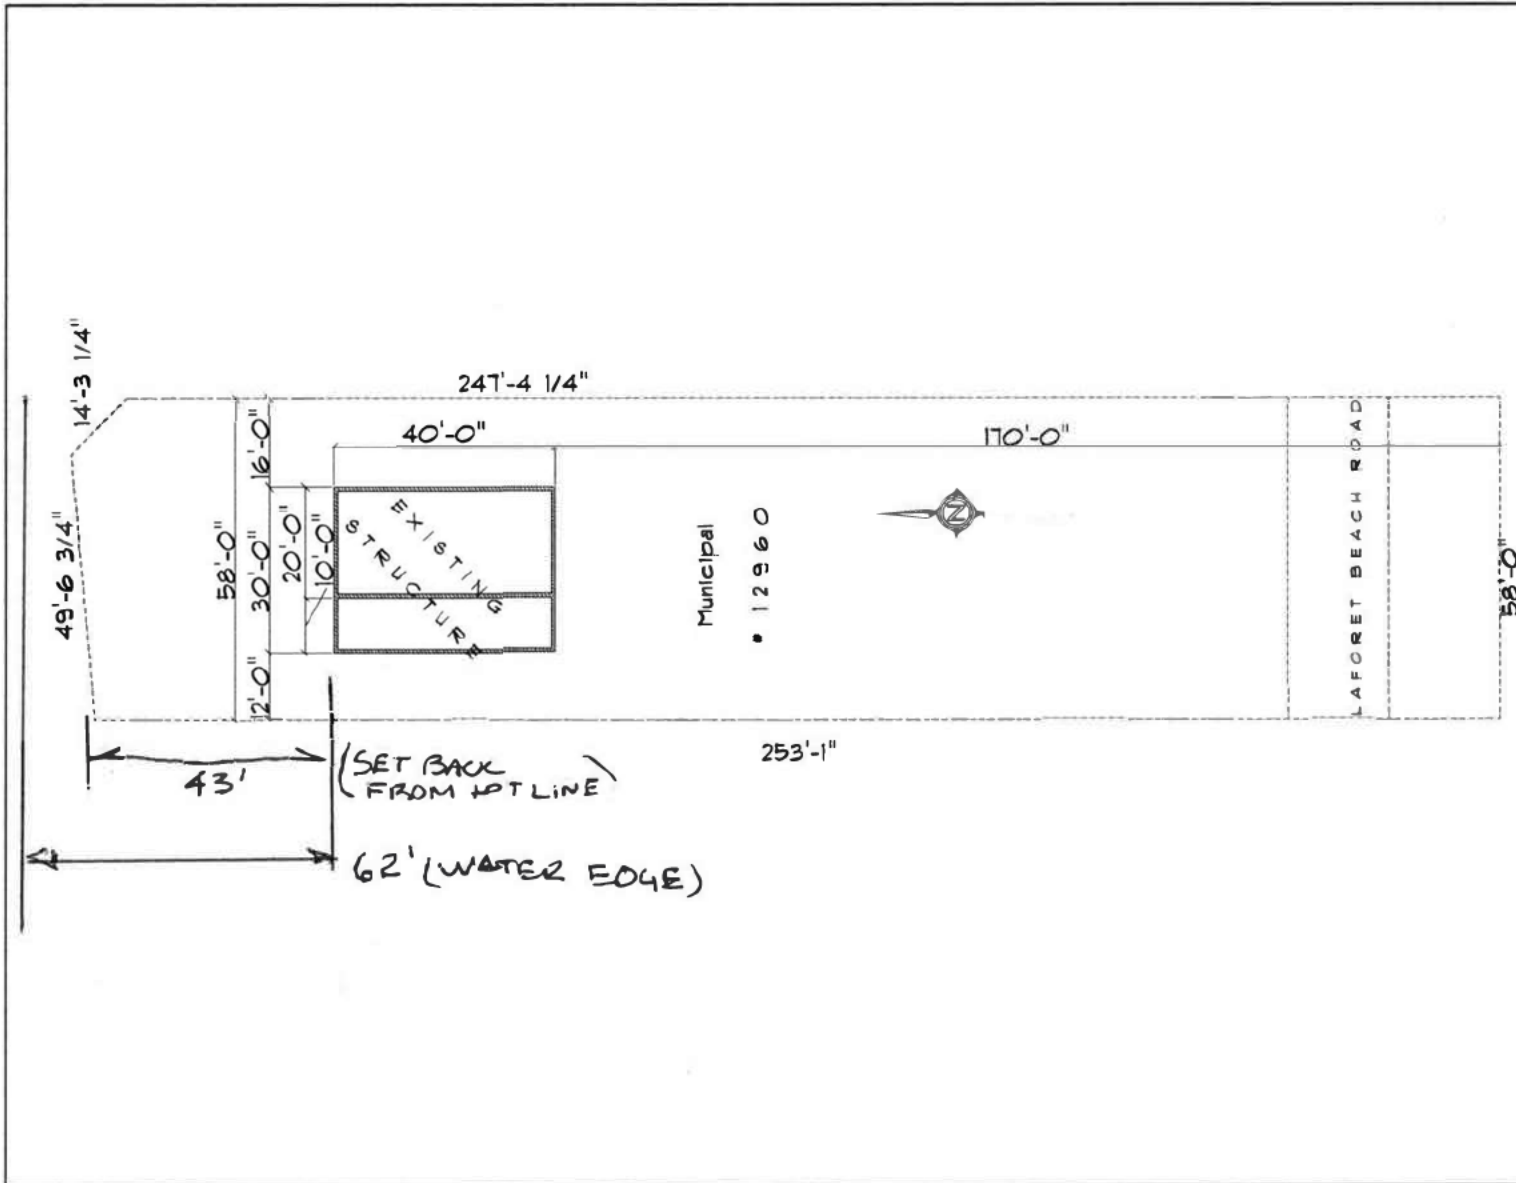 14'-3 1/4"
247'-4 1/4"
40'-0"
170'-0"
16'-0"
49'-6 3/4"
58'-0"
30'-0"
20'-0"
10'-0"
EXISTING
STRUCTURE
Municipal
• 12960
N
LAFORET BEACH ROAD
58'-0"
12'-0"
253'-1"
43'
(SET BACK
FROM LOT LINE)
62' (WATER EDGE)